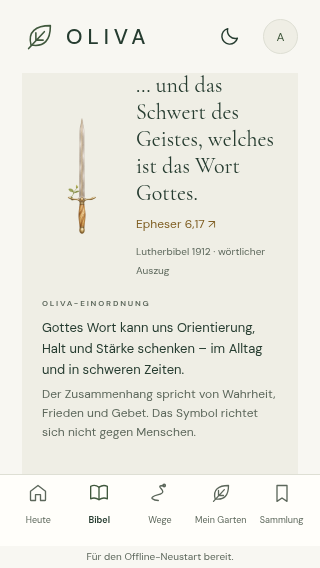 OLIVA
A
... und das
Schwert des
Geistes, welches
ist das Wort
Gottes.
Epheser 6,17
Lutherbibel 1912 · wörtlicher
Auszug
OLIVA-EINORDNUNG
Gottes Wort kann uns Orientierung,
Halt und Stärke schenken – im Alltag
und in schweren Zeiten.
Der Zusammenhang spricht von Wahrheit,
Frieden und Gebet. Das Symbol richtet
sich nicht gegen Menschen.
Heute
Bibel
Wege
Mein Garten
Sammlung
Für den Offline-Neustart bereit.